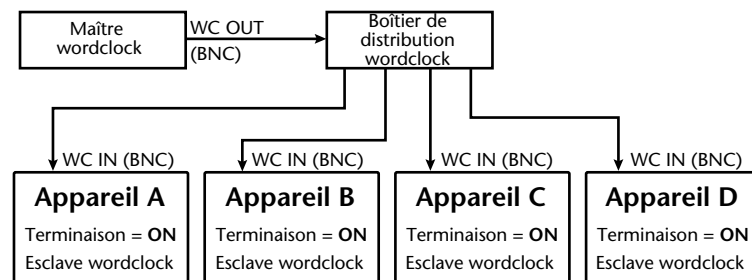 Maître
wordclock
WC OUT
(BNC)
Boîtier de
distribution
wordclock
WC IN (BNC)
WC IN (BNC)
WC IN (BNC)
WC IN (BNC)
Appareil A
Terminaison = ON
Esclave wordclock
Appareil B
Terminaison = ON
Esclave wordclock
Appareil C
Terminaison = ON
Esclave wordclock
Appareil D
Terminaison = ON
Esclave wordclock